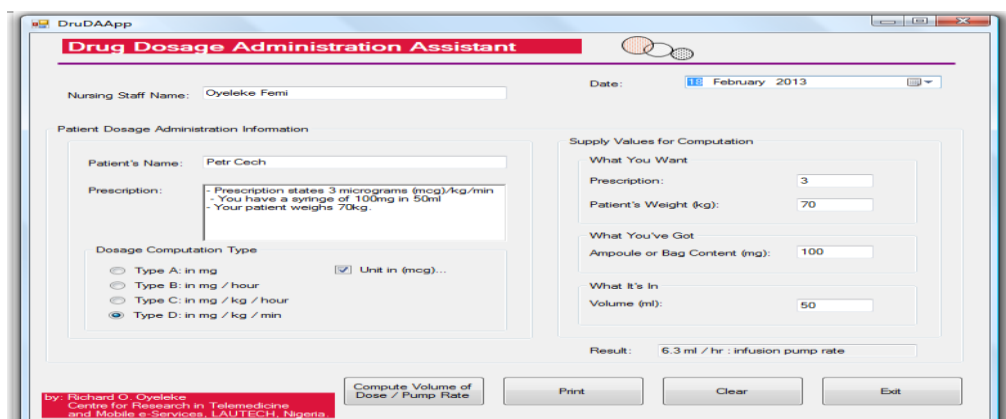 DruDAApp
Drug Dosage Administration Assistant
Date:
18 February 2013
Nursing Staff Name:
Oyeleke Femi
Patient Dosage Administration Information
Patient's Name:
Petr Cech
Prescription:
- Prescription states 3 micrograms (mcg)/kg/min
- You have a syringe of 100mg in 50ml
- Your patient weighs 70kg.
Dosage Computation Type
Type A: in mg
Unit in (mcg)...
Type B: in mg / hour
Type C: in mg / kg / hour
Type D: in mg / kg / min
Supply Values for Computation
What You Want
Prescription:
3
Patient's Weight (kg):
70
What You've Got
Ampoule or Bag Content (mg):
100
What It's In
Volume (ml):
50
Result:
6.3 ml / hr : infusion pump rate
by: Richard O. Oyeleke
Centre for Research in Telemedicine
and Mobile e-Services, LAUTECH, Nigeria.
Compute Volume of
Dose / Pump Rate
Print
Clear
Exit